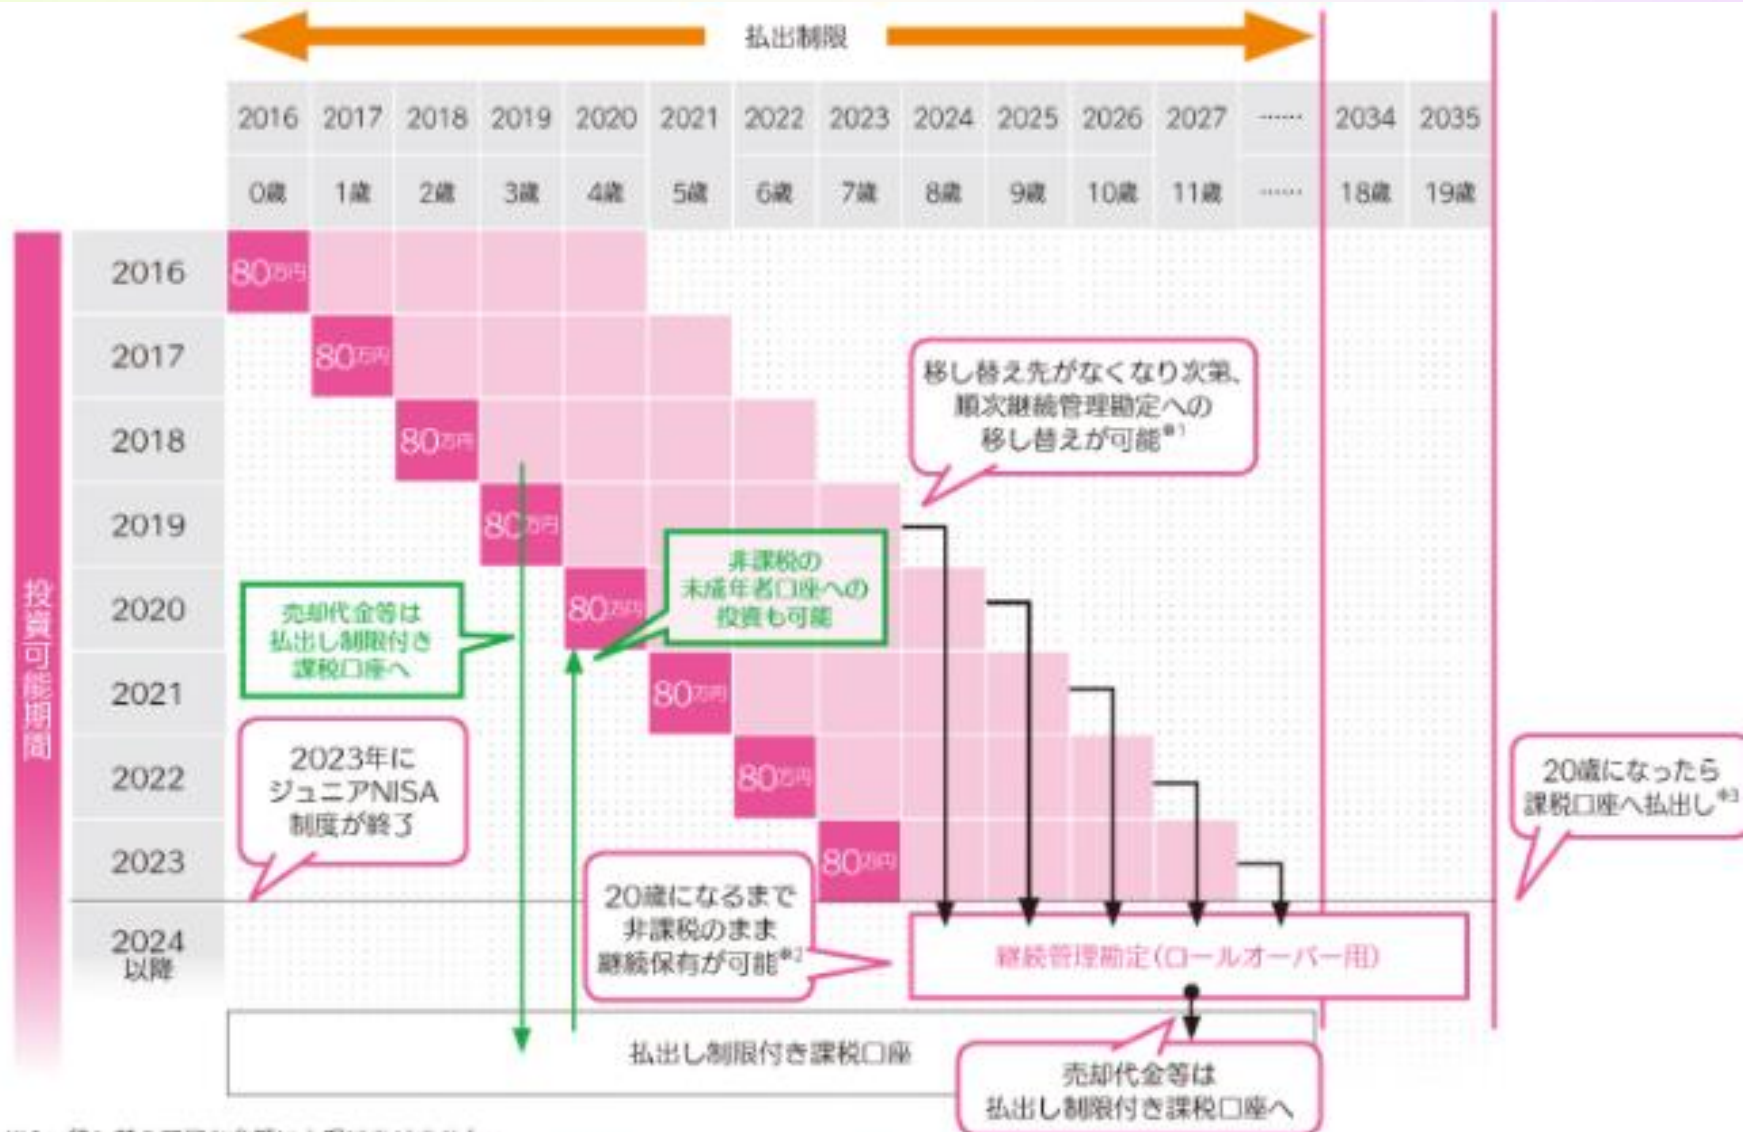 払出制限
2016 2017 2018 2019 2020 2021 2022 2023 2024 2025 2026 2027 …… 2034 2035
0歳 1歳 2歳 3歳 4歳 5歳 6歳 7歳 8歳 9歳 10歳 11歳 …… 18歳 19歳
投資可能期間
2016 80万円
2017 80万円
2018 80万円
2019 80万円
2020 80万円
2021 80万円
2022 80万円
2023 80万円
2024
以降
移し替え先がなくなり次第、
順次継続管理勘定への
移し替えが可能※1
非課税の
未成年者口座への
投資も可能
売却代金等は
払出し制限付き
課税口座へ
2023年に
ジュニアNISA
制度が終了
20歳になったら
課税口座へ払出し※3
20歳になるまで
非課税のまま
継続保有が可能※2
継続管理勘定(ロールオーバー用)
払出し制限付き課税口座
売却代金等は
払出し制限付き課税口座へ